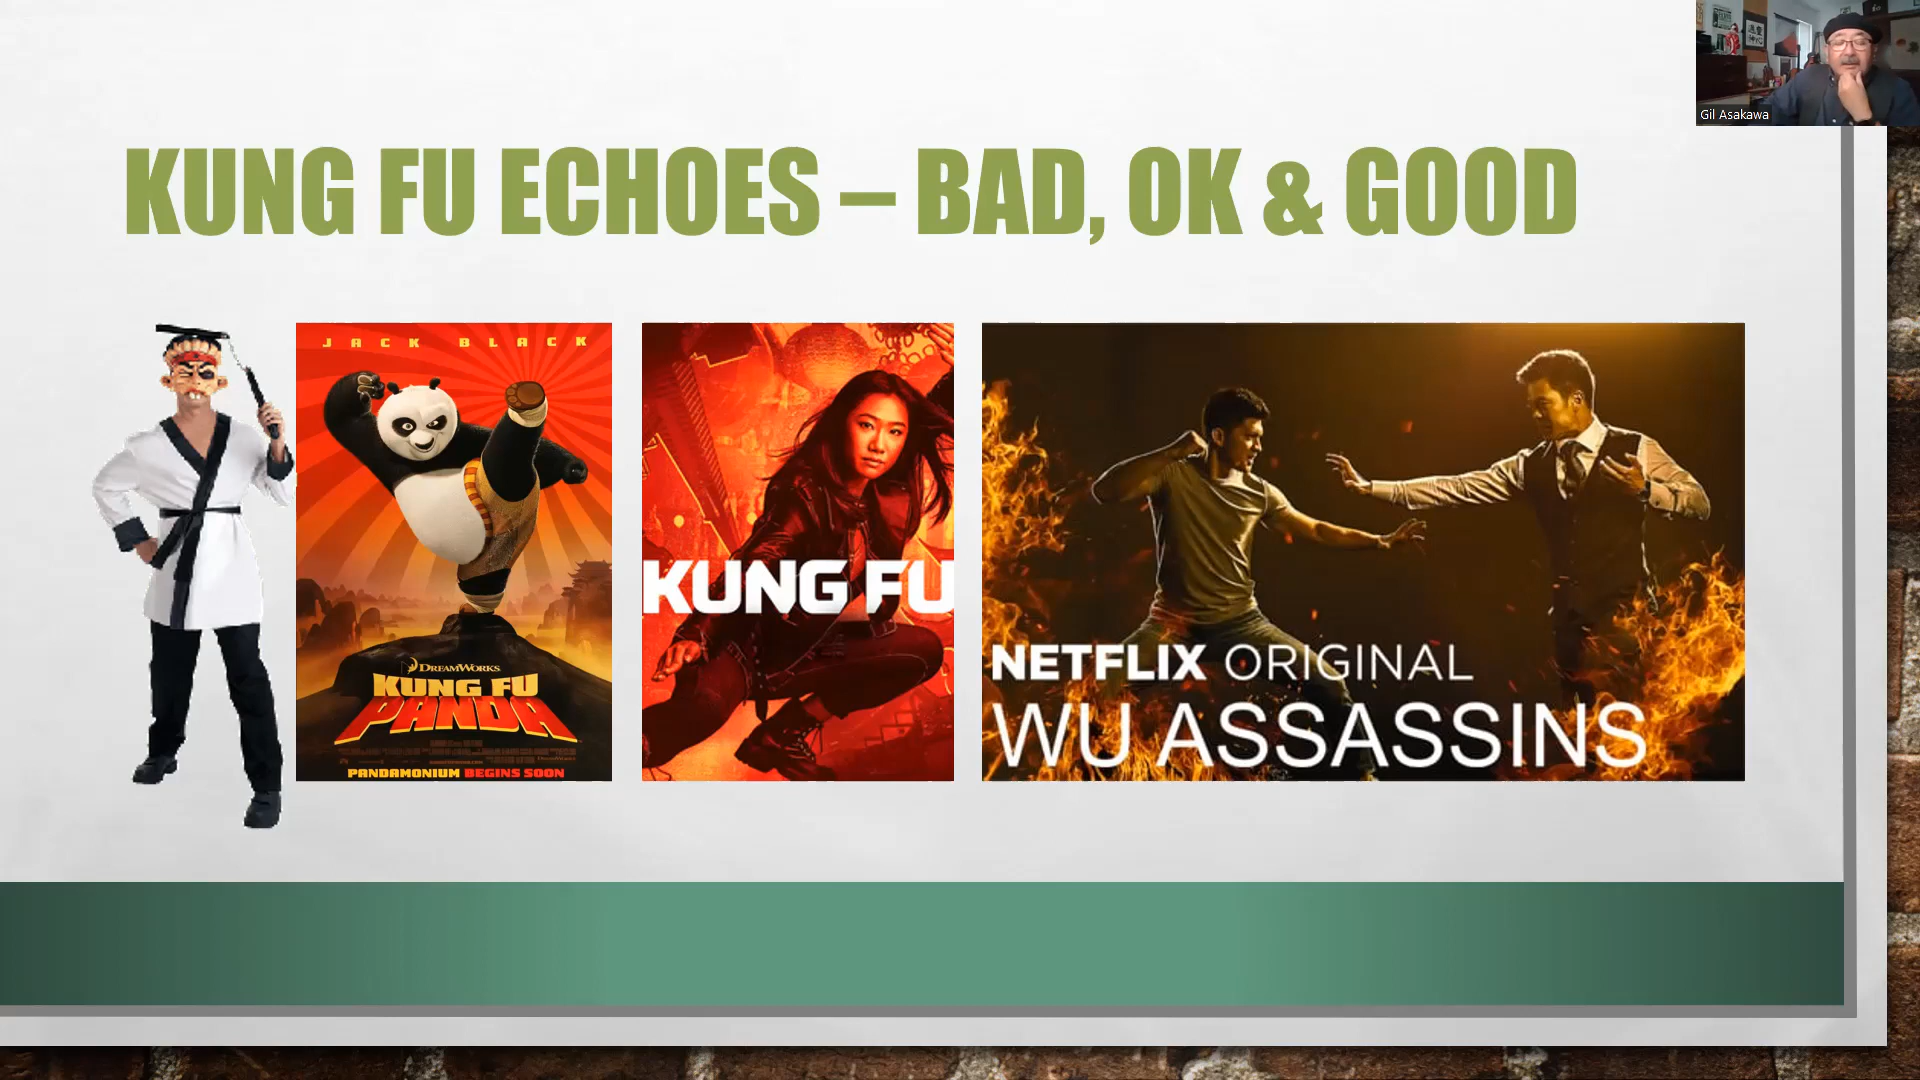 Gil Asakawa
KUNG FU ECHOES – BAD, OK & GOOD
JACK BLACK
DREAMWORKS
KUNG FU
PANDA
PANDAMONIUM BEGINS SOON
KUNG FU
NETFLIX ORIGINAL
WU ASSASSINS